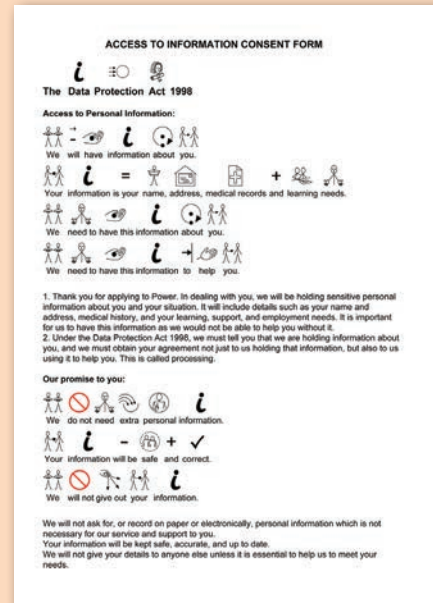 ACCESS TO INFORMATION CONSENT FORM
The Data Protection Act 1998
Access to Personal Information:
We will have information about you.
Your information is your name, address, medical records and learning needs.
We need to have this information about you.
We need to have this information to help you.
1. Thank you for applying to Power. In dealing with you, we will be holding sensitive personal
information about you and your situation. It will include details such as your name and
address, medical history, and your learning, support, and employment needs. It is important
for us to have this information as we would not be able to help you without it.
2. Under the Data Protection Act 1998, we must tell you that we are holding information about
you, and we must obtain your agreement not just to us holding that information, but also to us
using it to help you. This is called processing.
Our promise to you:
We do not need extra personal information.
Your information will be safe and correct.
We will not give out your information.
We will not ask for, or record on paper or electronically, personal information which is not
necessary for our service and support to you.
Your information will be kept safe, accurate, and up to date.
We will not give your details to anyone else unless it is essential to help us to meet your
needs.